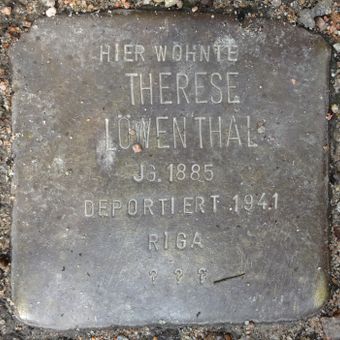 HIER WOHNTE
THERESE
LÖWENTHAL
JG. 1885
DEPORTIERT 1941
RIGA
? ? ?